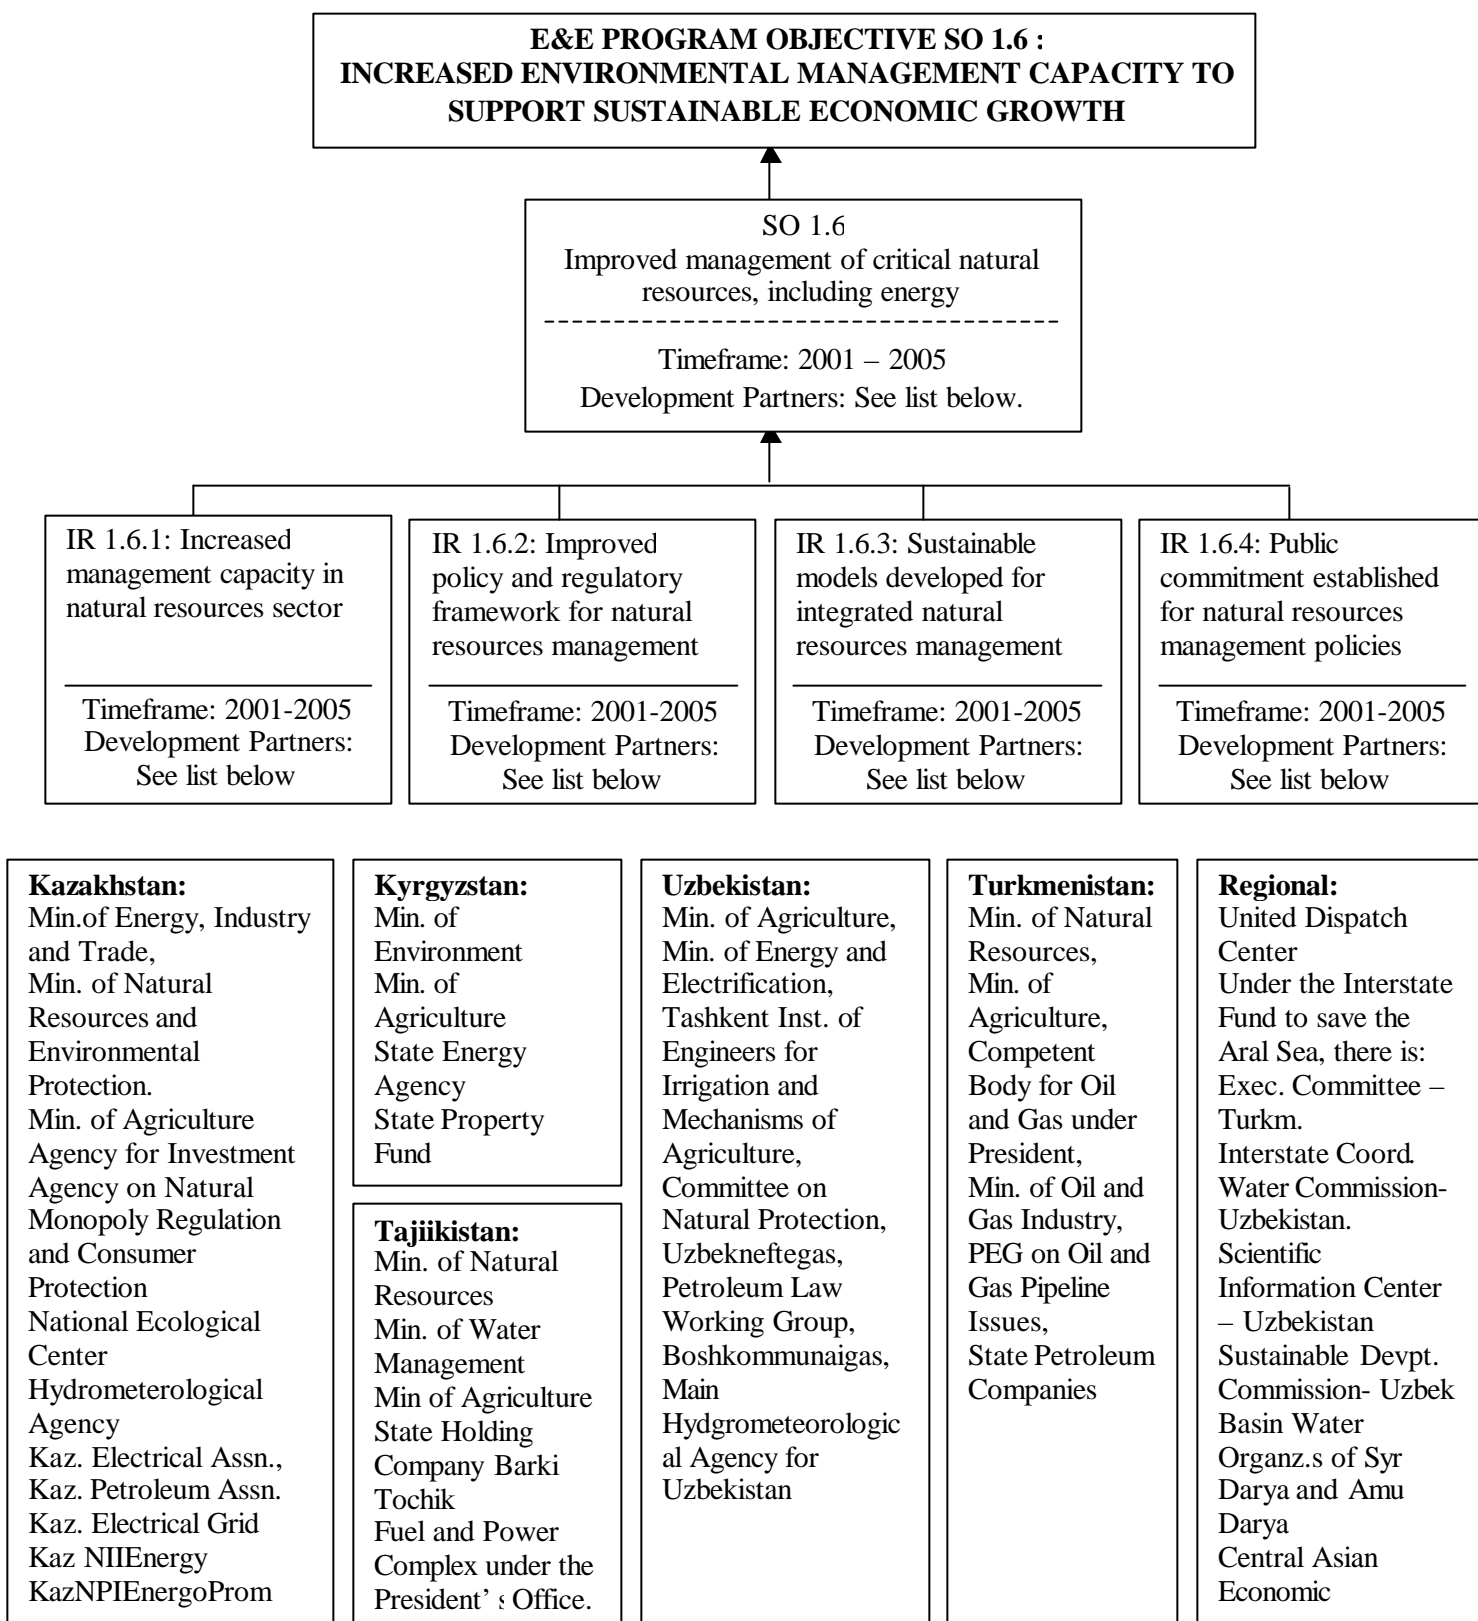 E&E PROGRAM OBJECTIVE SO 1.6 :
INCREASED ENVIRONMENTAL MANAGEMENT CAPACITY TO
SUPPORT SUSTAINABLE ECONOMIC GROWTH
SO 1.6
Improved management of critical natural
resources, including energy
Timeframe: 2001 – 2005
Development Partners: See list below.
IR 1.6.1: Increased
management capacity in
natural resources sector
Timeframe: 2001-2005
Development Partners:
See list below
IR 1.6.2: Improved
policy and regulatory
framework for natural
resources management
Timeframe: 2001-2005
Development Partners:
See list below
IR 1.6.3: Sustainable
models developed for
integrated natural
resources management
Timeframe: 2001-2005
Development Partners:
See list below
IR 1.6.4: Public
commitment established
for natural resources
management policies
Timeframe: 2001-2005
Development Partners:
See list below
Kazakhstan:
Min.of Energy, Industry
and Trade,
Min. of Natural
Resources and
Environmental
Protection.
Min. of Agriculture
Agency for Investment
Agency on Natural
Monopoly Regulation
and Consumer
Protection
National Ecological
Center
Hydrometerological
Agency
Kaz. Electrical Assn.,
Kaz. Petroleum Assn.
Kaz. Electrical Grid
Kaz NIIEnergy
KazNPIEnergoProm
Kyrgyzstan:
Min. of
Environment
Min. of
Agriculture
State Energy
Agency
State Property
Fund
Tajiikistan:
Min. of Natural
Resources
Min. of Water
Management
Min of Agriculture
State Holding
Company Barki
Tochik
Fuel and Power
Complex under the
President' s Office.
Uzbekistan:
Min. of Agriculture,
Min. of Energy and
Electrification,
Tashkent Inst. of
Engineers for
Irrigation and
Mechanisms of
Agriculture,
Committee on
Natural Protection,
Uzbekneftegas,
Petroleum Law
Working Group,
Boshkommunaigas,
Main
Hydgrometeorologic
al Agency for
Uzbekistan
Turkmenistan:
Min. of Natural
Resources,
Min. of
Agriculture,
Competent
Body for Oil
and Gas under
President,
Min. of Oil and
Gas Industry,
PEG on Oil and
Gas Pipeline
Issues,
State Petroleum
Companies
Regional:
United Dispatch
Center
Under the Interstate
Fund to save the
Aral Sea, there is:
Exec. Committee –
Turkm.
Interstate Coord.
Water Commission-
Uzbekistan.
Scientific
Information Center
– Uzbekistan
Sustainable Devpt.
Commission- Uzbek
Basin Water
Organz.s of Syr
Darya and Amu
Darya
Central Asian
Economic